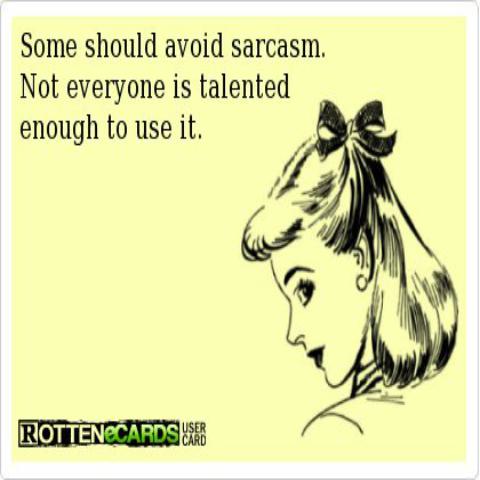 Some should avoid sarcasm.
Not everyone is talented
enough to use it.
ROTTENeCARDS USER
CARD